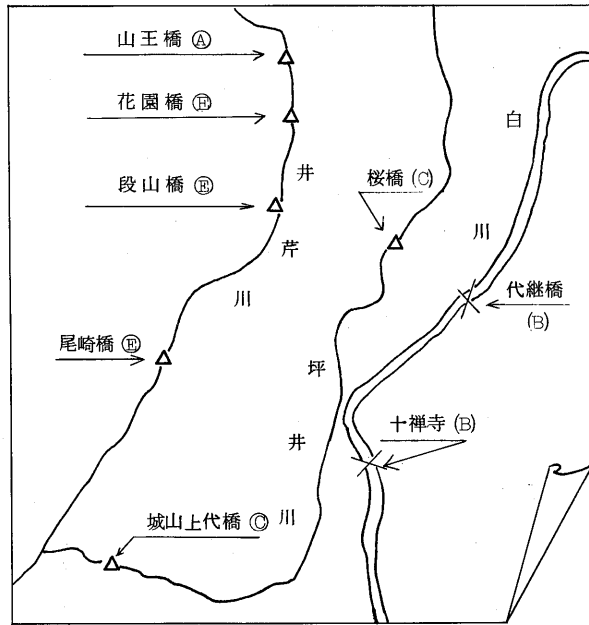 山王橋 Ⓐ
花園橋 Ⓔ
段山橋 Ⓔ
尾崎橋 Ⓔ
城山上代橋 Ⓒ
井芹川
桜橋 (C)
坪井川
白川
代継橋
(B)
十禅寺 (B)